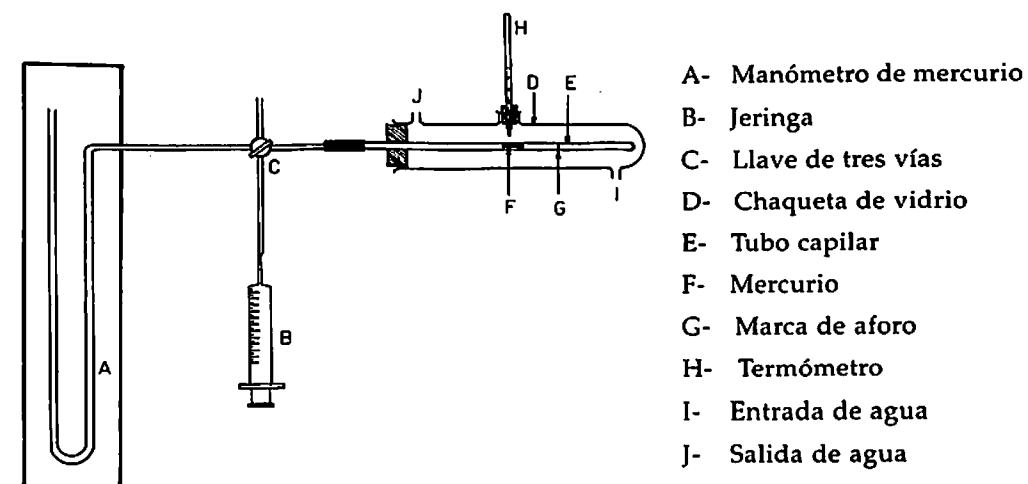 H
J
D
E
C
F
G
I
B
A
A- Manómetro de mercurio
B- Jeringa
C- Llave de tres vías
D- Chaqueta de vidrio
E- Tubo capilar
F- Mercurio
G- Marca de aforo
H- Termómetro
I- Entrada de agua
J- Salida de agua